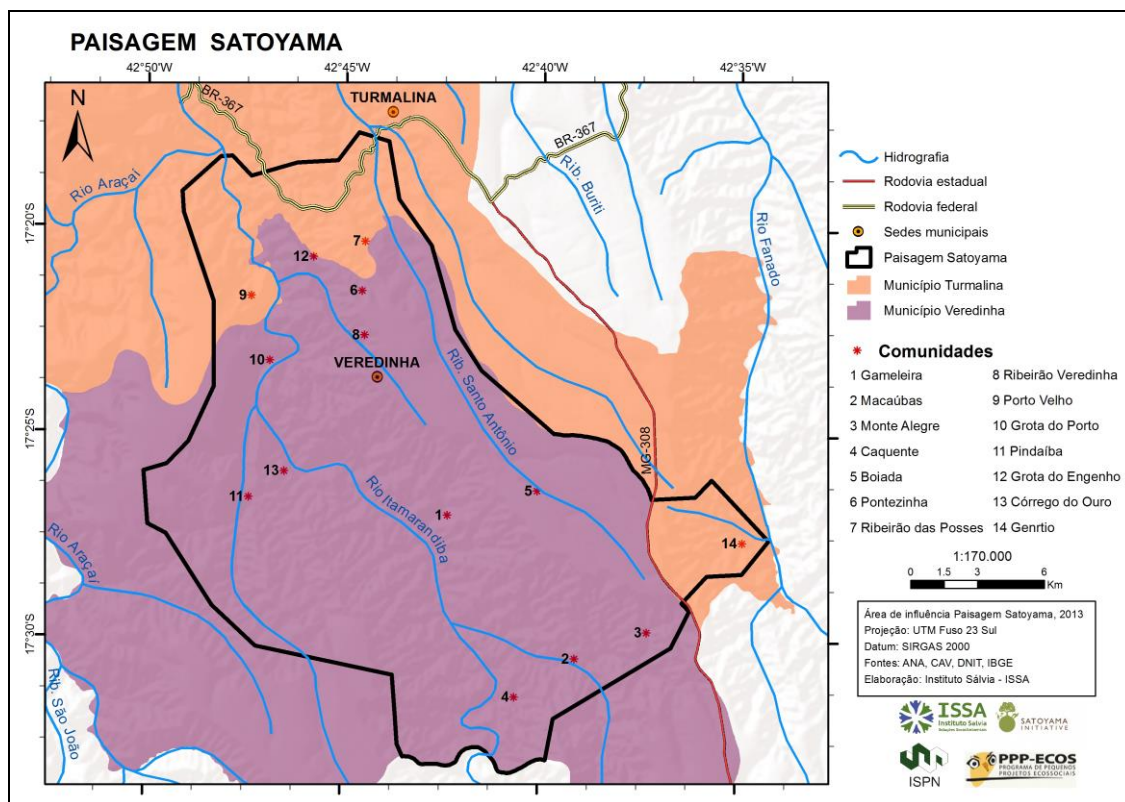 PAISAGEM SATOYAMA
42°50'W 42°45'W 42°40'W 42°35'W
N
BR-367
TURMALINA
BR-367
Rib. Buriti
Rio Araçaí
Rio Fanado
17°20'S
7
12
6
9
8
10
VEREDINHA
Rib. Santo Antônio
MG-308
17°25'S
13
11
5
Rio Itamarandiba
1
14
Rio Araçaí
17°30'S
3
2
4
Rib. São João
Hidrografia
Rodovia estadual
Rodovia federal
Sedes municipais
Paisagem Satoyama
Município Turmalina
Município Veredinha
Comunidades
1 Gameleira
2 Macaúbas
3 Monte Alegre
4 Caquente
5 Boiada
6 Pontezinha
7 Ribeirão das Posses
8 Ribeirão Veredinha
9 Porto Velho
10 Grota do Porto
11 Pindaíba
12 Grota do Engenho
13 Córrego do Ouro
14 Genrtio
1:170.000
0 1.5 3 6
Km
Área de influência Paisagem Satoyama, 2013
Projeção: UTM Fuso 23 Sul
Datum: SIRGAS 2000
Fontes: ANA, CAV, DNIT, IBGE
Elaboração: Instituto Sálvia - ISSA
ISSA
Instituto Salvia
Soluções Socioambientais
SATOYAMA
INITIATIVE
ISPN
PPP-ECOS
PROGRAMA DE PEQUENOS
PROJETOS ECOSSOCIAIS